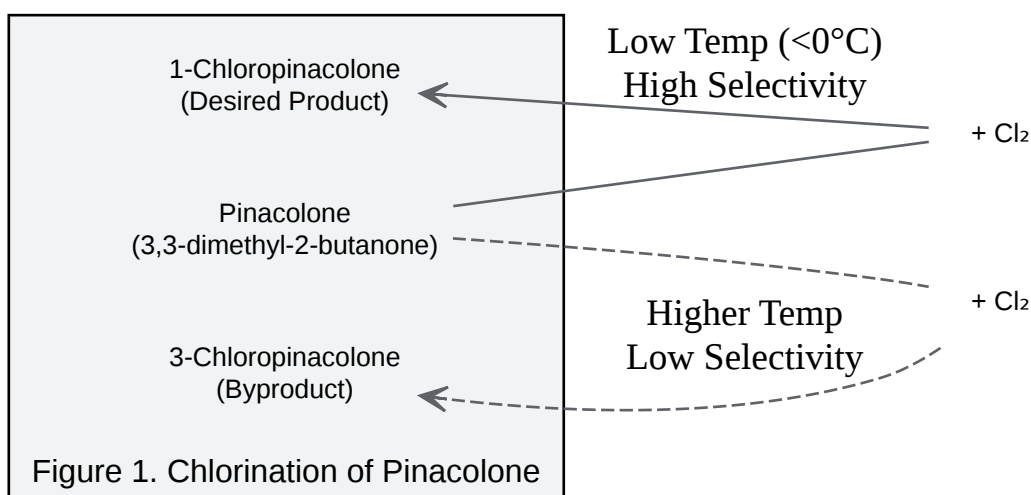 Low Temp (<0°C)
High Selectivity
1-Chloropinacolone
(Desired Product)
+ Cl₂
Pinacolone
(3,3-dimethyl-2-butanone)
+ Cl₂
Higher Temp
Low Selectivity
3-Chloropinacolone
(Byproduct)
Figure 1. Chlorination of Pinacolone